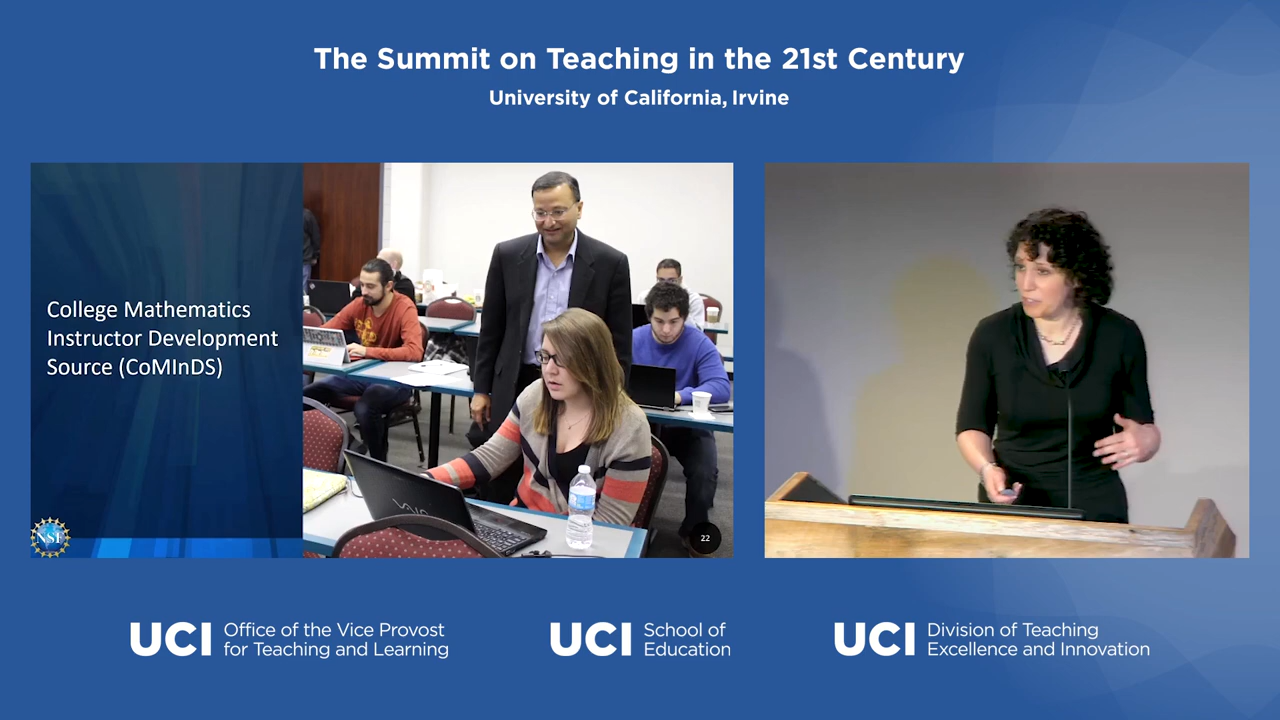 The Summit on Teaching in the 21st Century
University of California, Irvine
College Mathematics
Instructor Development
Source (CoMInDS)
NSF
VAIO
22
UCI Office of the Vice Provost
for Teaching and Learning
UCI School of
Education
UCI Division of Teaching
Excellence and Innovation